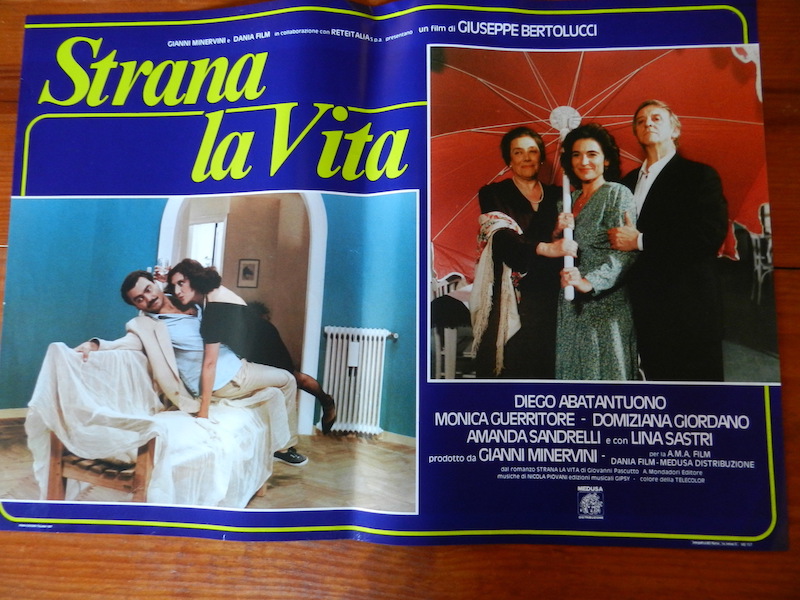 GIANNI MINERVINI e DANIA FILM in collaborazione con RETEITALIA S.p.a. presentano un film di GIUSEPPE BERTOLUCCI
Strana
la Vita
DIEGO ABATANTUONO
MONICA GUERRITORE - DOMIZIANA GIORDANO
AMANDA SANDRELLI e con LINA SASTRI
prodotto da GIANNI MINERVINI - per la A.M.A. FILM
DANIA FILM - MEDUSA DISTRIBUZIONE
dal romanzo STRANA LA VITA di Giovanni Pascutto A. Mondadori Editore
musiche di NICOLA PIOVANI edizioni musicali GIPSY - colore della TELECOLOR
MEDUSA
DISTRIBUZIONE